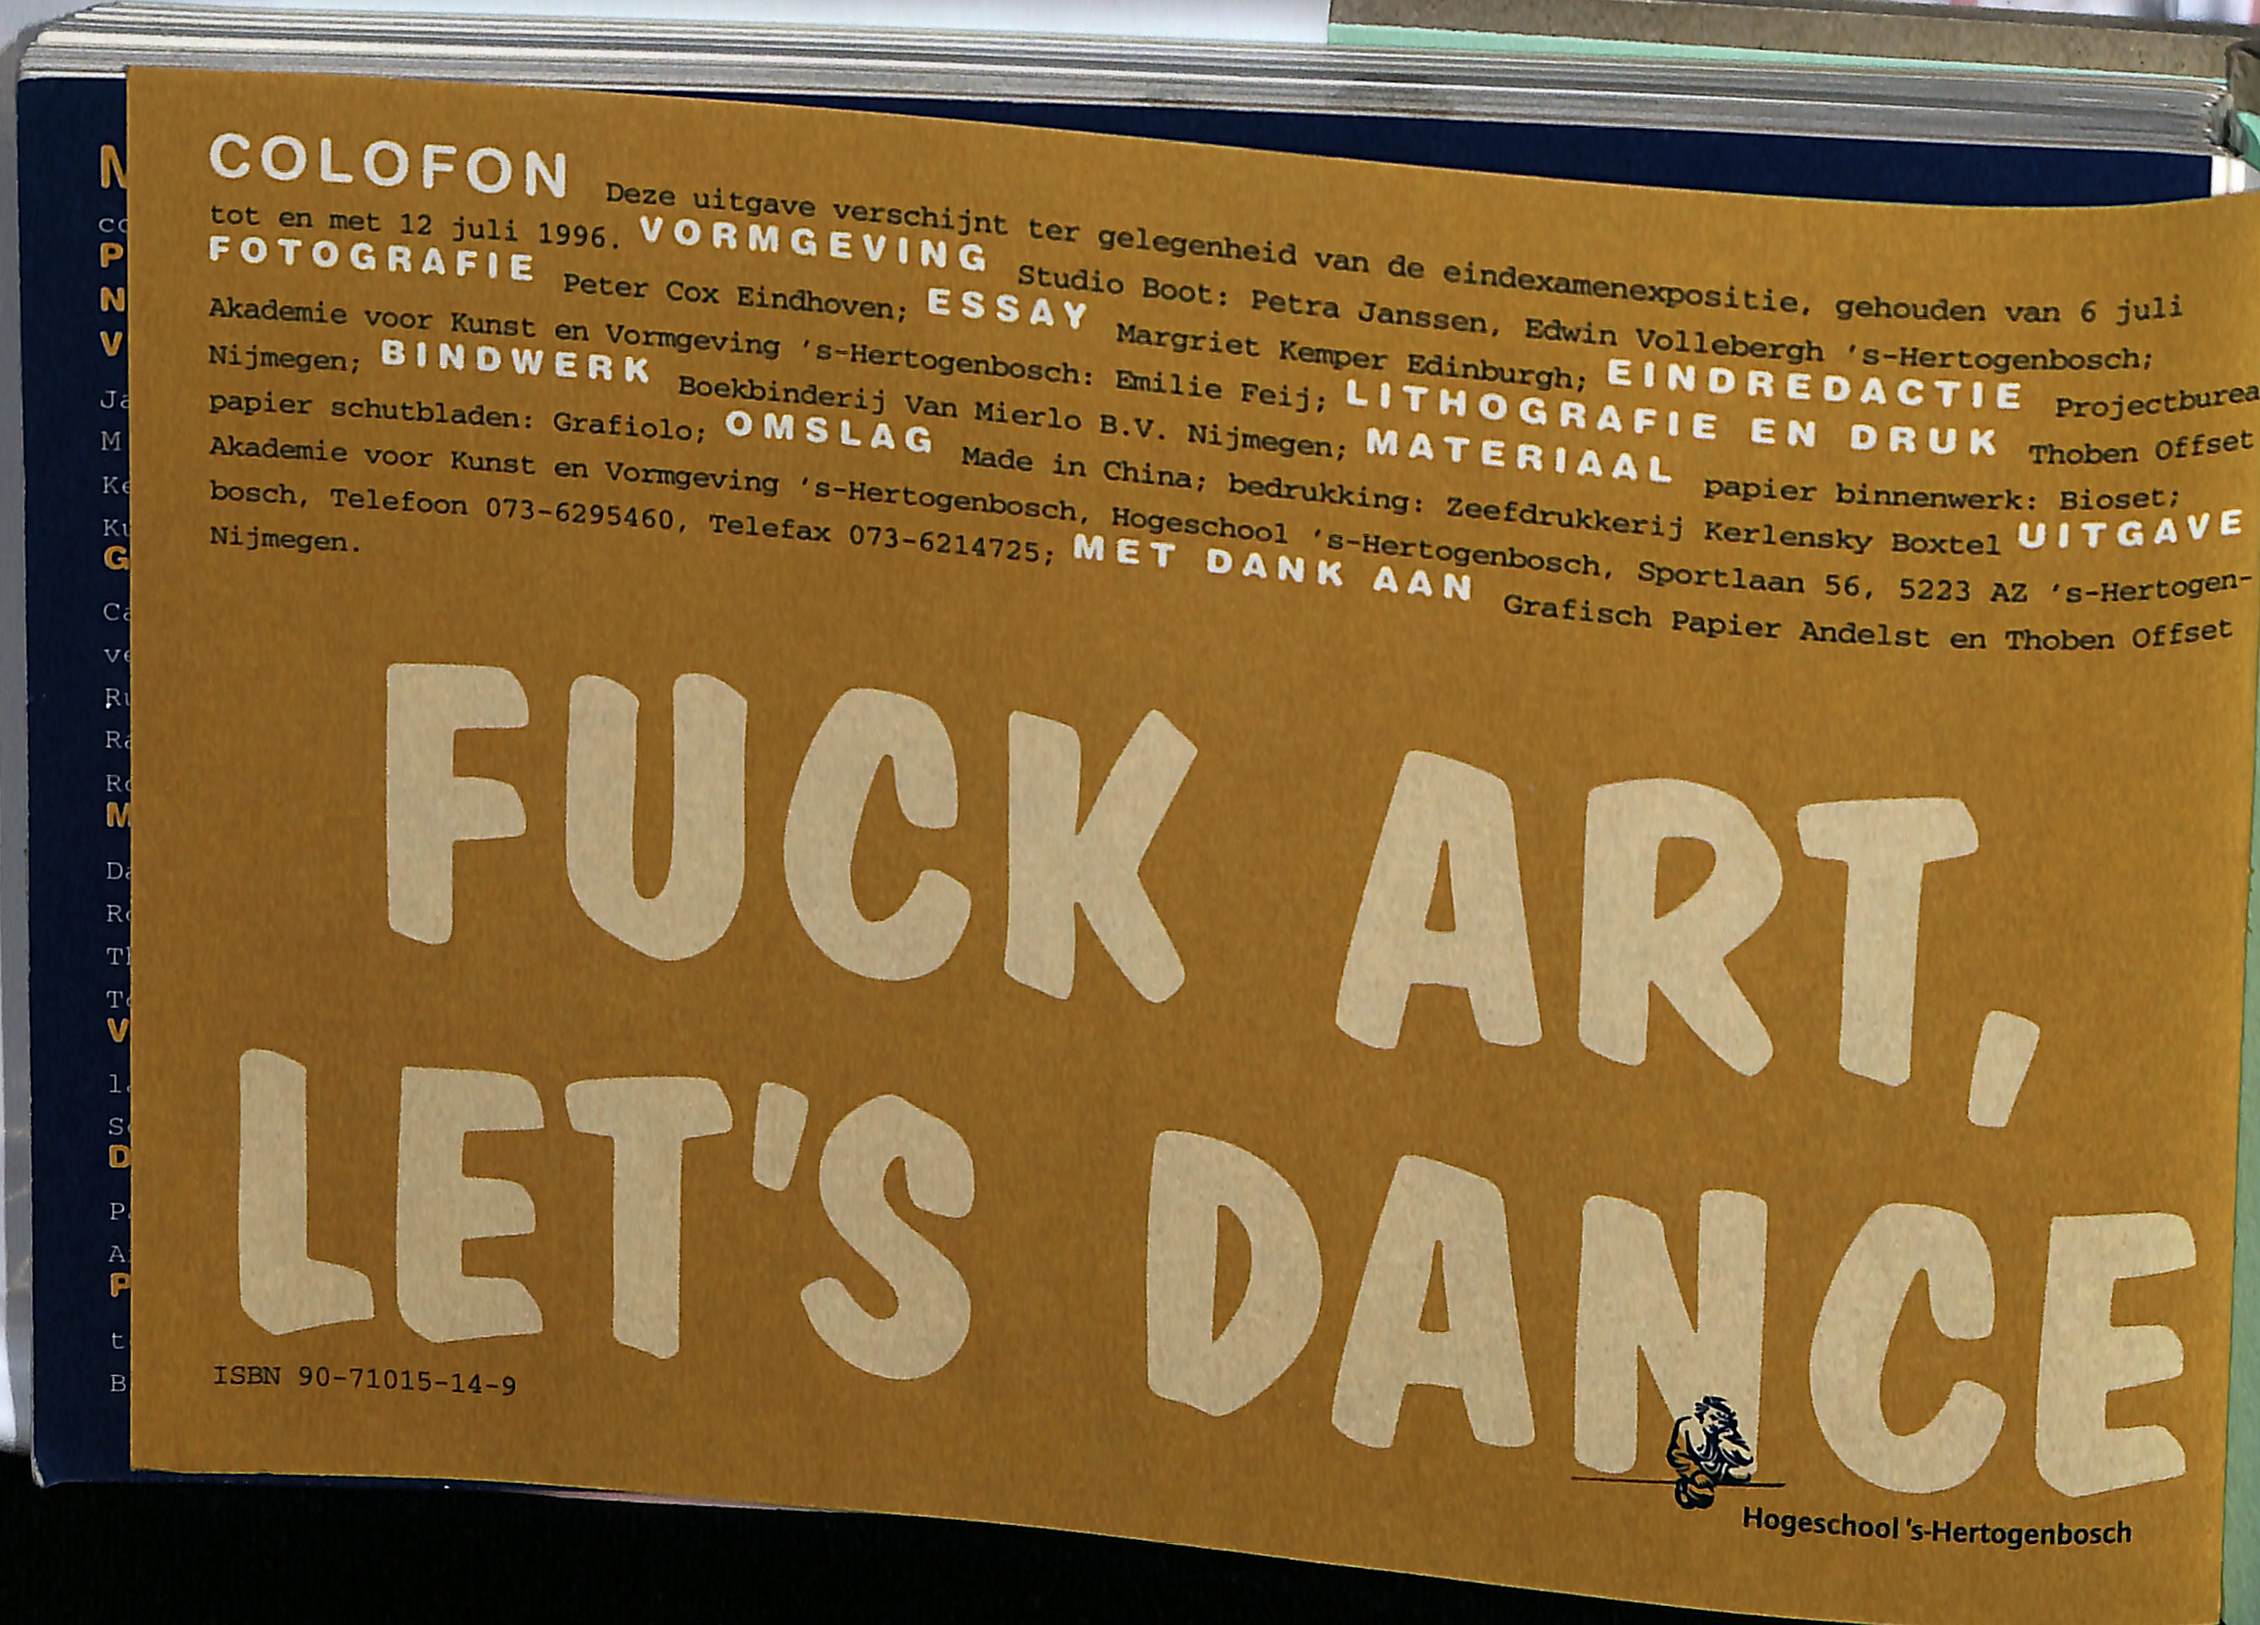 COLOFON Deze uitgave verschijnt ter gelegenheid van de eindexamenexpositie, gehouden van 6 juli
tot en met 12 juli 1996. VORMGEVING Studio Boot: Petra Janssen, Edwin Vollebergh 's-Hertogenbosch;
FOTOGRAFIE Peter Cox Eindhoven; ESSAY Margriet Kemper Edinburgh; EINDREDACTIE Projectburea
Akademie voor Kunst en Vormgeving 's-Hertogenbosch: Emilie Feij; LITHOGRAFIE EN DRUK Thoben Offset
Nijmegen; BINDWERK Boekbinderij Van Mierlo B.V. Nijmegen; MATERIAAL papier binnenwerk: Bioset;
papier schutbladen: Grafiolo; OMSLAG Made in China; bedrukking: Zeefdrukkerij Kerlensky Boxtel UITGAVE
Akademie voor Kunst en Vormgeving 's-Hertogenbosch, Hogeschool 's-Hertogenbosch, Sportlaan 56, 5223 AZ 's-Hertogen-
bosch, Telefoon 073-6295460, Telefax 073-6214725; MET DANK AAN Grafisch Papier Andelst en Thoben Offset
Nijmegen.
FUCK ART,
LET'S DANCE
ISBN 90-71015-14-9
Hogeschool 's-Hertogenbosch